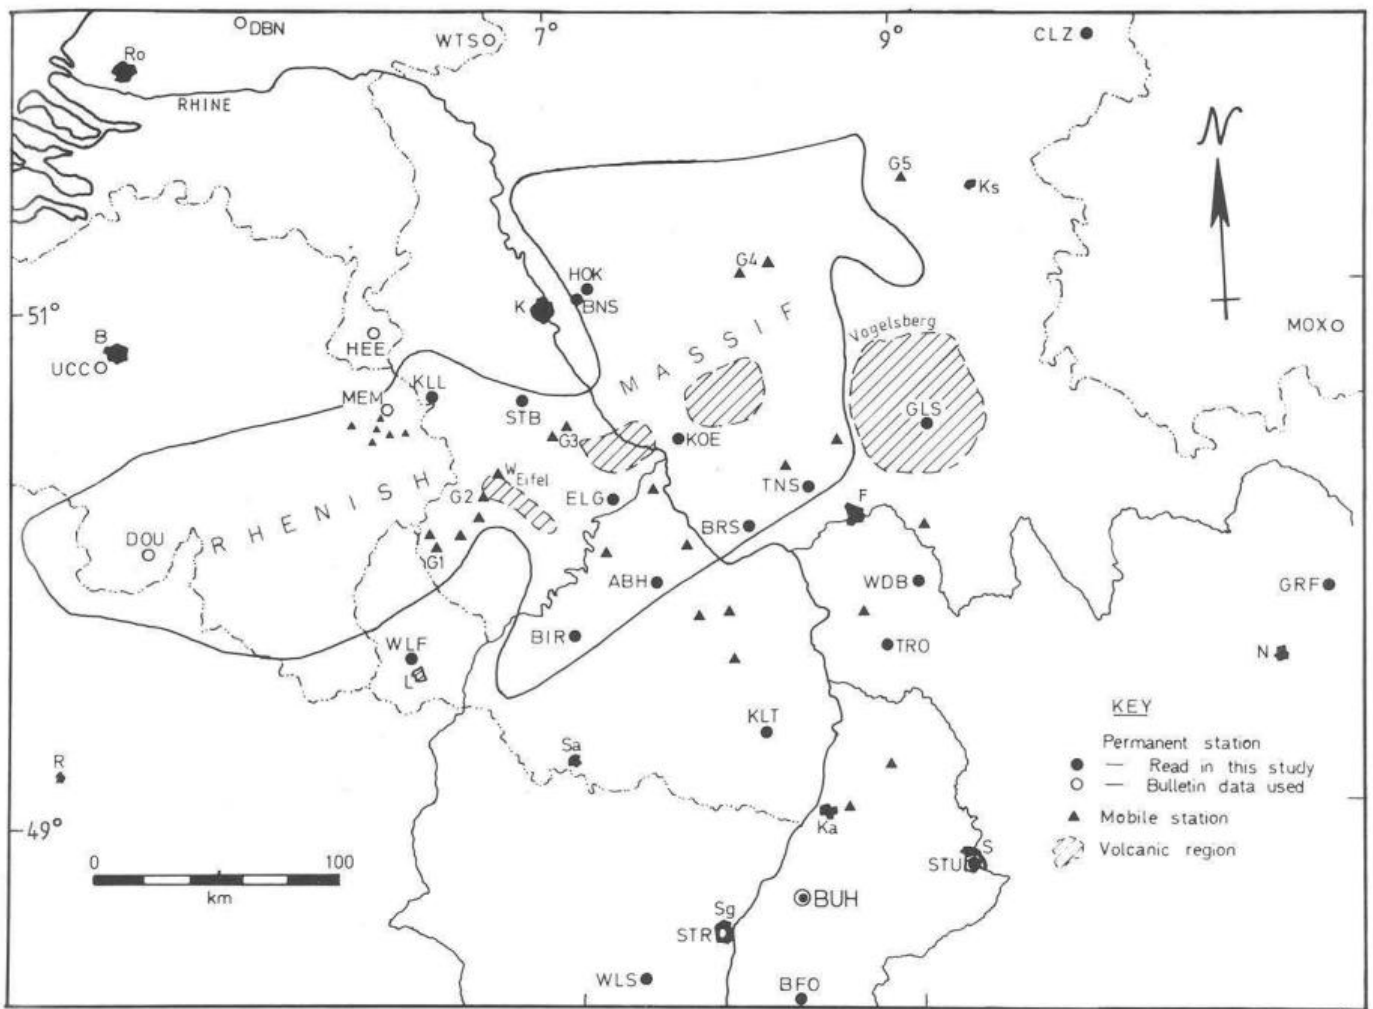 DBN
WTS
7°
9°
CLZ
Ro
RHINE
N
G5
Ks
G4
HOK
K
BNS
51°
B
HEE
UCC
MASSIF
Vogelsberg
MOX
MEM
KLL
STB
G3
KOE
GLS
RHENISH
W Eifel
G2
ELG
TNS
F
DOU
BRS
G1
ABH
WDB
GRF
BIR
WLF
L
TRO
N
KLT
Sa
R
KEY
Permanent station
— Read in this study
— Bulletin data used
Mobile station
Volcanic region
49°
Ka
0 100
km
S
STU
BUH
Sg
STR
WLS
BFO